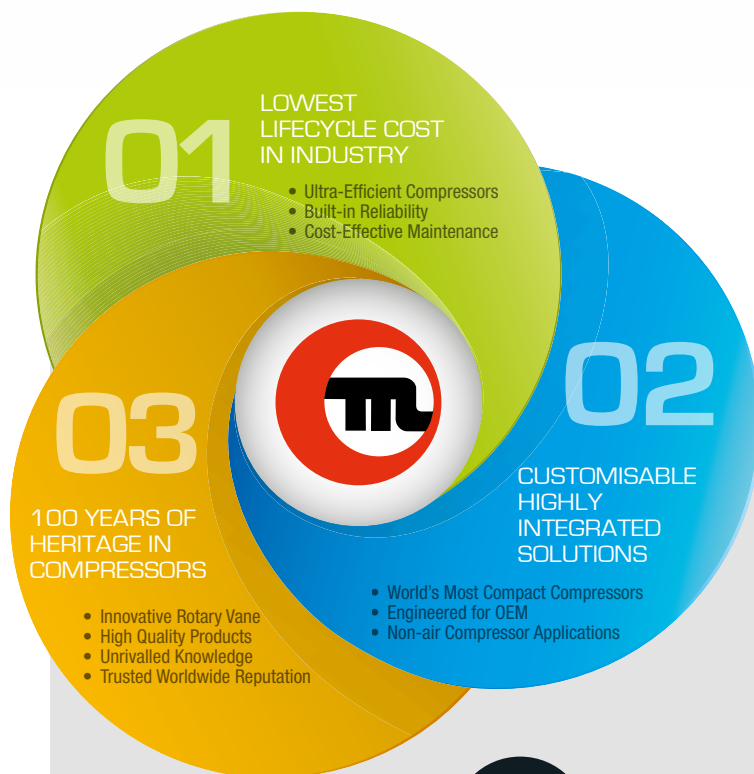 01
LOWEST
LIFECYCLE COST
IN INDUSTRY
• Ultra-Efficient Compressors
• Built-in Reliability
• Cost-Effective Maintenance
02
CUSTOMISABLE
HIGHLY
INTEGRATED
SOLUTIONS
• World's Most Compact Compressors
• Engineered for OEM
• Non-air Compressor Applications
03
100 YEARS OF
HERITAGE IN
COMPRESSORS
• Innovative Rotary Vane
• High Quality Products
• Unrivalled Knowledge
• Trusted Worldwide Reputation